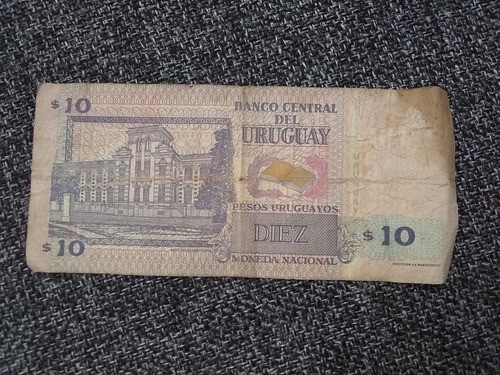 $ 10
BANCO CENTRAL
DEL
URUGUAY
PESOS URUGUAYOS
DIEZ
$ 10
$ 10
MONEDA NACIONAL